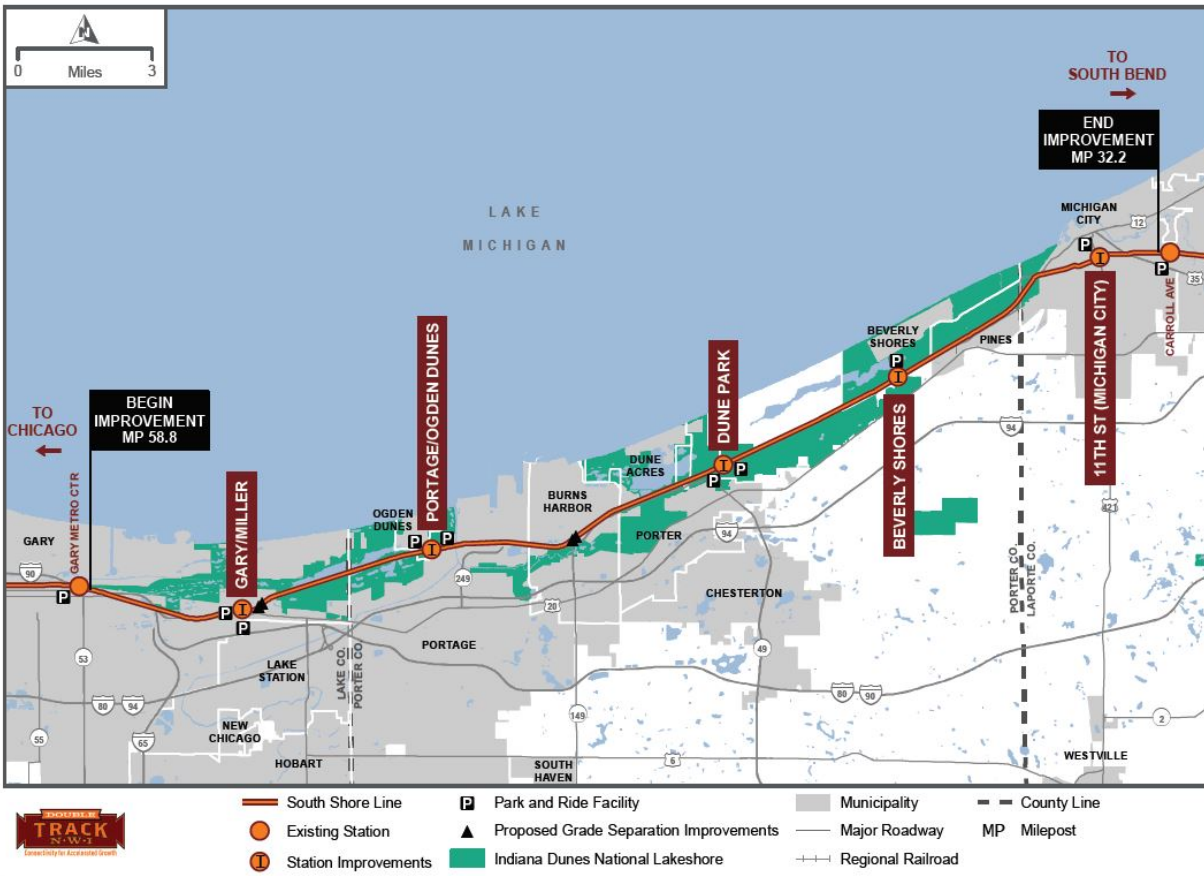 N
0 Miles 3
TO
SOUTH BEND
END
IMPROVEMENT
MP 32.2
LAKE
MICHIGAN
MICHIGAN
CITY
12
P
I
P
35
11TH ST (MICHIGAN CITY)
CARROLL AVE
BEVERLY
SHORES
P
I
PINES
BEVERLY SHORES
PORTAGE/OGDEN DUNES
DUNE PARK
94
421
TO
CHICAGO
BEGIN
IMPROVEMENT
MP 58.8
DUNE
ACRES
I
P
P
BURNS
HARBOR
OGDEN
DUNES
P
P
I
PORTER
94
GARY METRO CTR
GARY/MILLER
GARY
90
P
249
20
CHESTERTON
PORTER CO.
LAPORTE CO.
P
I
P
PORTAGE
LAKE
STATION
LAKE CO.
PORTER CO.
53
49
80 94
80 90
NEW
CHICAGO
149
2
55
65
HOBART
SOUTH
HAVEN
6
WESTVILLE
DOUBLE
TRACK
N·W·I
Connectivity for Accelerated Growth
South Shore Line
Existing Station
I Station Improvements
P Park and Ride Facility
Proposed Grade Separation Improvements
Indiana Dunes National Lakeshore
Municipality
Major Roadway
Regional Railroad
County Line
MP Milepost